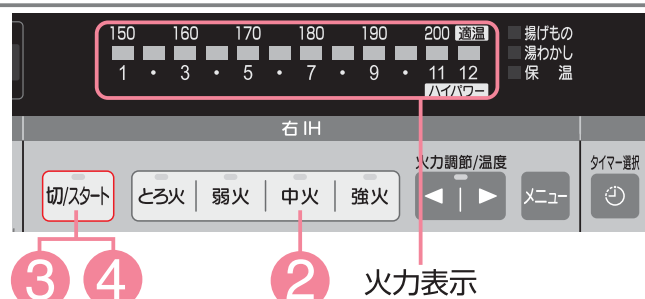 150 160 170 180 190 200 適温
1 ・ 3 ・ 5 ・ 7 ・ 9 ・ 11 12
ハイパワー
揚げもの
湯わかし
保 温
右 IH
火力調節/温度
タイマー選択
切/スタート とろ火 弱火 中火 強火 メニュー
3 4 2 火力表示